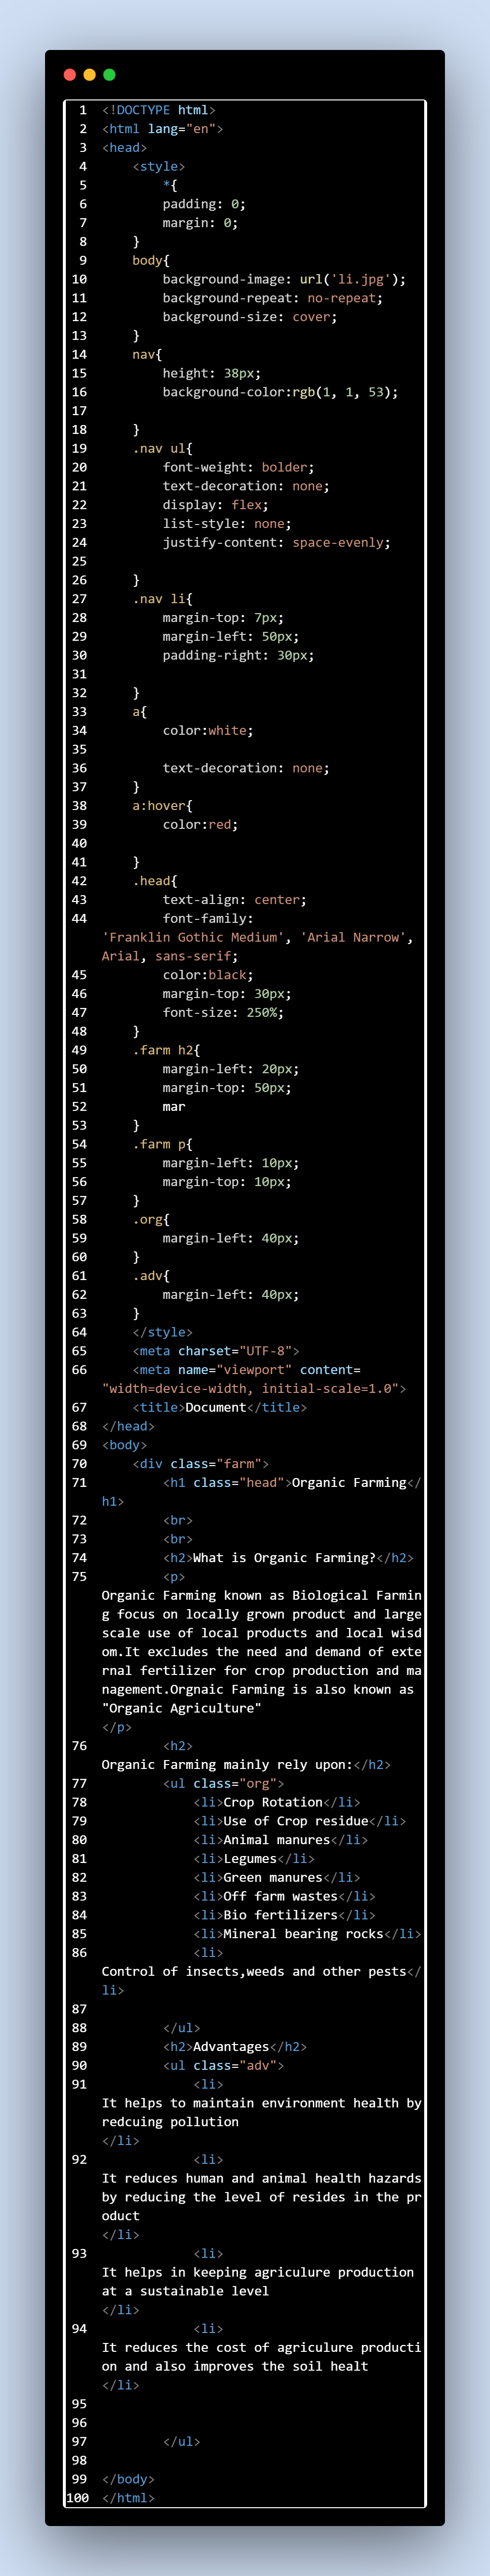 1 <!DOCTYPE html>
2 <html lang="en">
3 <head>
4     <style>
5         *{
6         padding: 0;
7         margin: 0;
8     }
9     body{
10         background-image: url('li.jpg');
11         background-repeat: no-repeat;
12         background-size: cover;
13     }
14     nav{
15         height: 38px;
16         background-color:rgb(1, 1, 53);
17
18     }
19     .nav ul{
20         font-weight: bolder;
21         text-decoration: none;
22         display: flex;
23         list-style: none;
24         justify-content: space-evenly;
25
26     }
27     .nav li{
28         margin-top: 7px;
29         margin-left: 50px;
30         padding-right: 30px;
31
32     }
33     a{
34         color:white;
35
36         text-decoration: none;
37     }
38     a:hover{
39         color:red;
40
41     }
42     .head{
43         text-align: center;
44         font-family:
'Franklin Gothic Medium', 'Arial Narrow',
Arial, sans-serif;
45         color:black;
46         margin-top: 30px;
47         font-size: 250%;
48     }
49     .farm h2{
50         margin-left: 20px;
51         margin-top: 50px;
52         mar
53     }
54     .farm p{
55         margin-left: 10px;
56         margin-top: 10px;
57     }
58     .org{
59         margin-left: 40px;
60     }
61     .adv{
62         margin-left: 40px;
63     }
64     </style>
65     <meta charset="UTF-8">
66     <meta name="viewport" content=
"width=device-width, initial-scale=1.0">
67     <title>Document</title>
68 </head>
69 <body>
70     <div class="farm">
71         <h1 class="head">Organic Farming</
h1>
72         <br>
73         <br>
74         <h2>What is Organic Farming?</h2>
75         <p>
Organic Farming known as Biological Farmin
g focus on locally grown product and large
scale use of local products and local wisd
om.It excludes the need and demand of exte
rnal fertilizer for crop production and ma
nagement.Orgnaic Farming is also known as
"Organic Agriculture"
</p>
76         <h2>
Organic Farming mainly rely upon:</h2>
77         <ul class="org">
78             <li>Crop Rotation</li>
79             <li>Use of Crop residue</li>
80             <li>Animal manures</li>
81             <li>Legumes</li>
82             <li>Green manures</li>
83             <li>Off farm wastes</li>
84             <li>Bio fertilizers</li>
85             <li>Mineral bearing rocks</li>
86             <li>
Control of insects,weeds and other pests</
li>
87
88         </ul>
89         <h2>Advantages</h2>
90         <ul class="adv">
91             <li>
It helps to maintain environment health by
redcuing pollution
</li>
92             <li>
It reduces human and animal health hazards
by reducing the level of resides in the pr
oduct
</li>
93             <li>
It helps in keeping agriculure production
at a sustainable level
</li>
94             <li>
It reduces the cost of agriculure producti
on and also improves the soil healt
</li>
95
96
97         </ul>
98
99 </body>
100 </html>